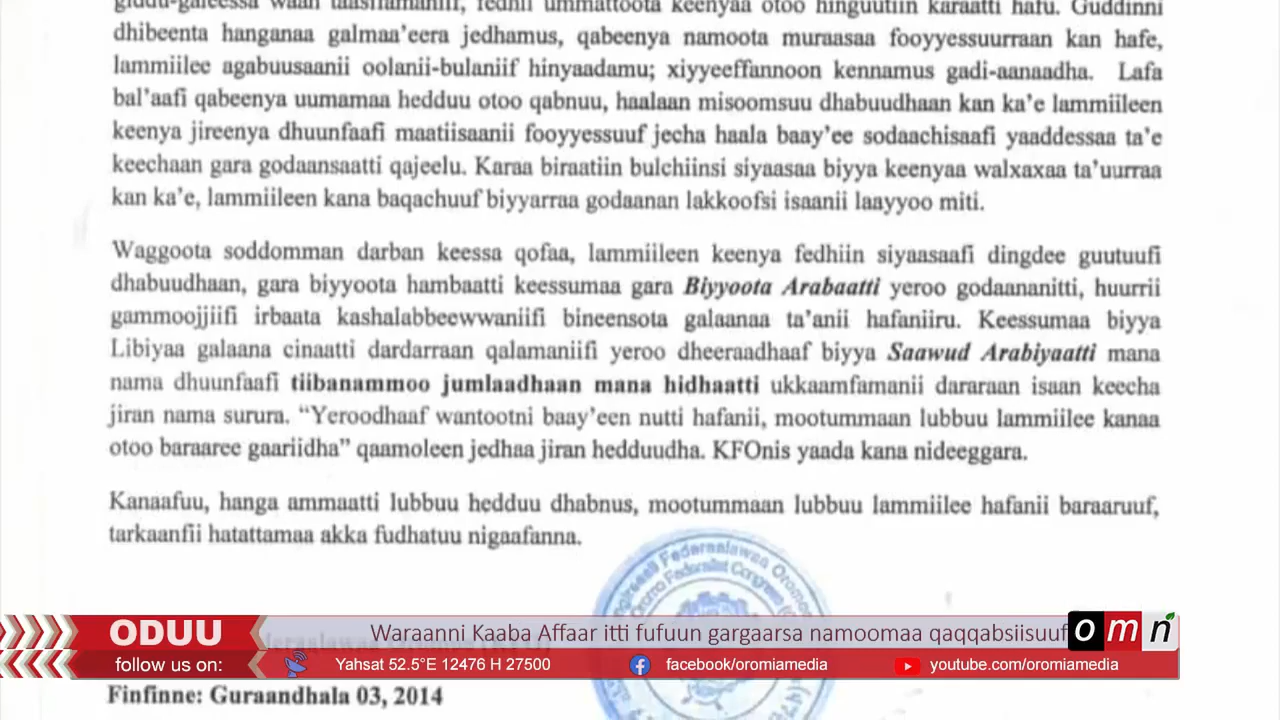 giddu-galeessa waan taasifamaniif, fedhii ummattoota keenyaa otoo hinguutiin karaatti hafu. Guddinni
dhibeenta hanganaa galmaa’eera jedhamus, qabeenya namoota muraasaa fooyyessuurraan kan hafe,
lammiilee agabuusaanii oolanii-bulaniif hinyaadamu; xiyyeeffannoon kennamus gadi-aanaadha. Lafa
bal’aafi qabeenya uumamaa hedduu otoo qabnuu, haalaan misoomsuu dhabuudhaan kan ka’e lammiileen
keenya jireenya dhuunfaafi maatiisaanii fooyyessuuf jecha haala baay’ee sodaachisaafi yaaddessaa ta’e
keechaan gara godaansaatti qajeelu. Karaa biraatiin bulchiinsi siyaasaa biyya keenyaa walxaxaa ta’uurraa
kan ka’e, lammiileen kana baqachuuf biyyarraa godaanan lakkoofsi isaanii laayyoo miti.
Waggoota soddomman darban keessa qofaa, lammiileen keenya fedhiin siyaasaafi dingdee guutuufi
dhabuudhaan, gara biyyoota hambaatti keessumaa gara Biyyoota Arabaatti yeroo godaananitti, huurrii
gammoojjiifi irbaata kashalabbeewwaniifi bineensota galaanaa ta’anii hafaniiru. Keessumaa biyya
Libiyaa galaana cinaatti dardarraan qalamaniifi yeroo dheeraadhaaf biyya Saawud Arabiyaatti mana
nama dhuunfaafi tiibanammoo jumlaadhaan mana hidhaatti ukkaamfamanii dararaan isaan keecha
jiran nama surura. “Yeroodhaaf wantootni baay’een nutti hafanii, mootummaan lubbuu lammiilee kanaa
otoo baraaree gaariidha” qaamoleen jedhaa jiran hedduudha. KFOnis yaada kana nideeggara.
Kanaafuu, hanga ammaatti lubbuu hedduu dhabnus, mootummaan lubbuu lammiilee hafanii baraaruuf,
tarkaanfii hatattamaa akka fudhatuu nigaafanna.
Federaalawaa Oromoo
Oromo Federalist Congress
ODUU
Waraanni Kaaba Affaar itti fufuun gargaarsa namoomaa qaqqabsiisuuf
omn
follow us on:
Yahsat 52.5°E 12476 H 27500
facebook/oromiamedia
youtube.com/oromiamedia
Finfinne: Guraandhala 03, 2014